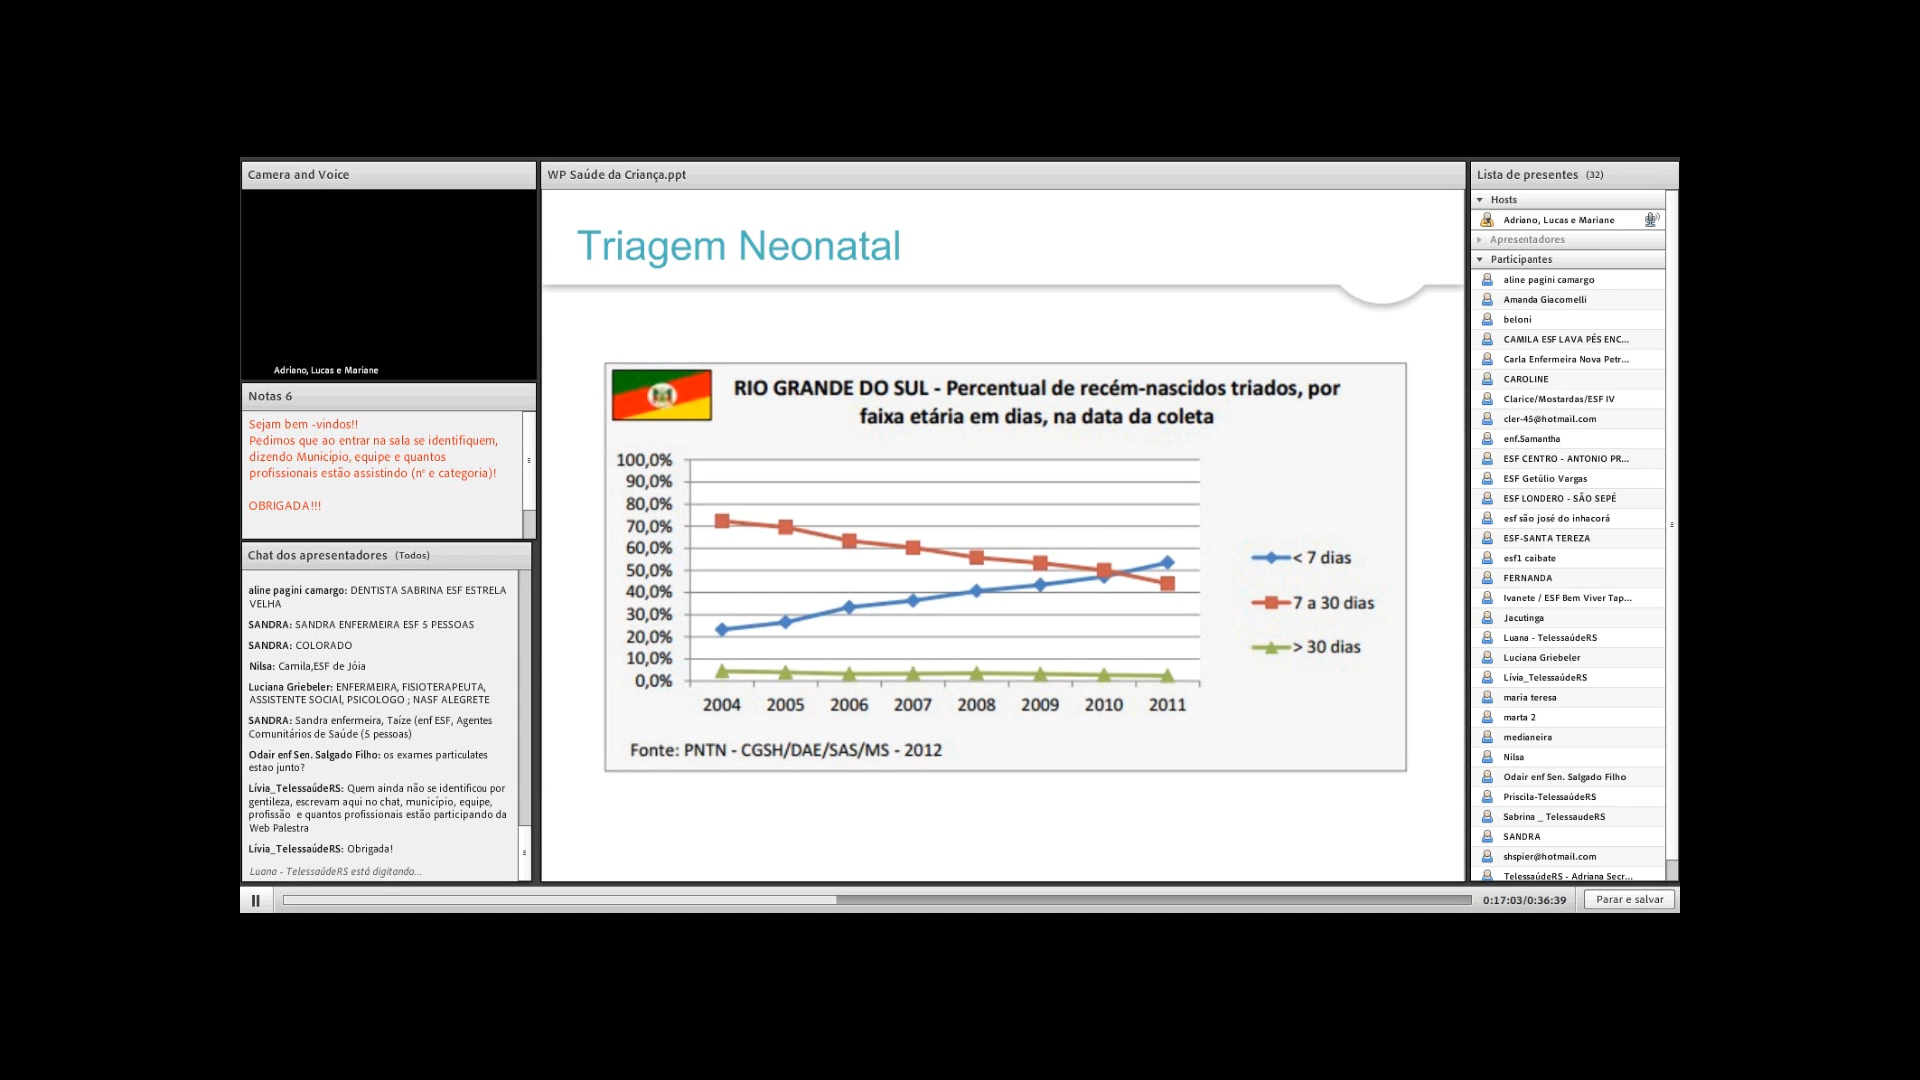 Camera and Voice
Adriano, Lucas e Mariane
Notas 6
Sejam bem -vindos!!
Pedimos que ao entrar na sala se identifiquem,
dizendo Município, equipe e quantos
profissionais estão assistindo (nº e categoria)!
OBRIGADA!!!
Chat dos apresentadores (Todos)
aline pagini camargo: DENTISTA SABRINA ESF ESTRELA
VELHA
SANDRA: SANDRA ENFERMEIRA ESF 5 PESSOAS
SANDRA: COLORADO
Nilsa: Camila,ESF de Jóia
Luciana Griebeler: ENFERMEIRA, FISIOTERAPEUTA,
ASSISTENTE SOCIAl, PSICOLOGO ; NASF ALEGRETE
SANDRA: Sandra enfermeira, Taíze (enf ESF, Agentes
Comunitários de Saúde (5 pessoas)
Odair enf Sen. Salgado Filho: os exames particulates
estao junto?
Lívia_TelessaúdeRS: Quem ainda não se identificou por
gentileza, escrevam aqui no chat, município, equipe,
profissão e quantos profissionais estão participando da
Web Palestra
Lívia_TelessaúdeRS: Obrigada!
Luana - TelessaúdeRS está digitando...
WP Saúde da Criança.ppt
Triagem Neonatal
RIO GRANDE DO SUL - Percentual de recém-nascidos triados, por
faixa etária em dias, na data da coleta
100,0%
90,0%
80,0%
70,0%
60,0%
50,0%
40,0%
30,0%
20,0%
10,0%
0,0%
2004 2005 2006 2007 2008 2009 2010 2011
< 7 dias
7 a 30 dias
> 30 dias
Fonte: PNTN - CGSH/DAE/SAS/MS - 2012
Lista de presentes (32)
Hosts
Adriano, Lucas e Mariane
Apresentadores
Participantes
aline pagini camargo
Amanda Giacomelli
beloni
CAMILA ESF LAVA PÉS ENC...
Carla Enfermeira Nova Petr...
CAROLINE
Clarice/Mostardas/ESF IV
cler-45@hotmail.com
enf.Samantha
ESF CENTRO - ANTONIO PR...
ESF Getúlio Vargas
ESF LONDERO - SÃO SEPÉ
esf são josé do inhacorá
ESF-SANTA TEREZA
esf1 caibate
FERNANDA
Ivanete / ESF Bem Viver Tap...
Jacutinga
Luana - TelessaúdeRS
Luciana Griebeler
Lívia_TelessaúdeRS
maria teresa
marta 2
medianeira
Nilsa
Odair enf Sen. Salgado Filho
Priscila-TelessaúdeRS
Sabrina _ TelessaudeRS
SANDRA
shspier@hotmail.com
TelessaúdeRS - Adriana Secr...
0:17:03/0:36:39
Parar e salvar